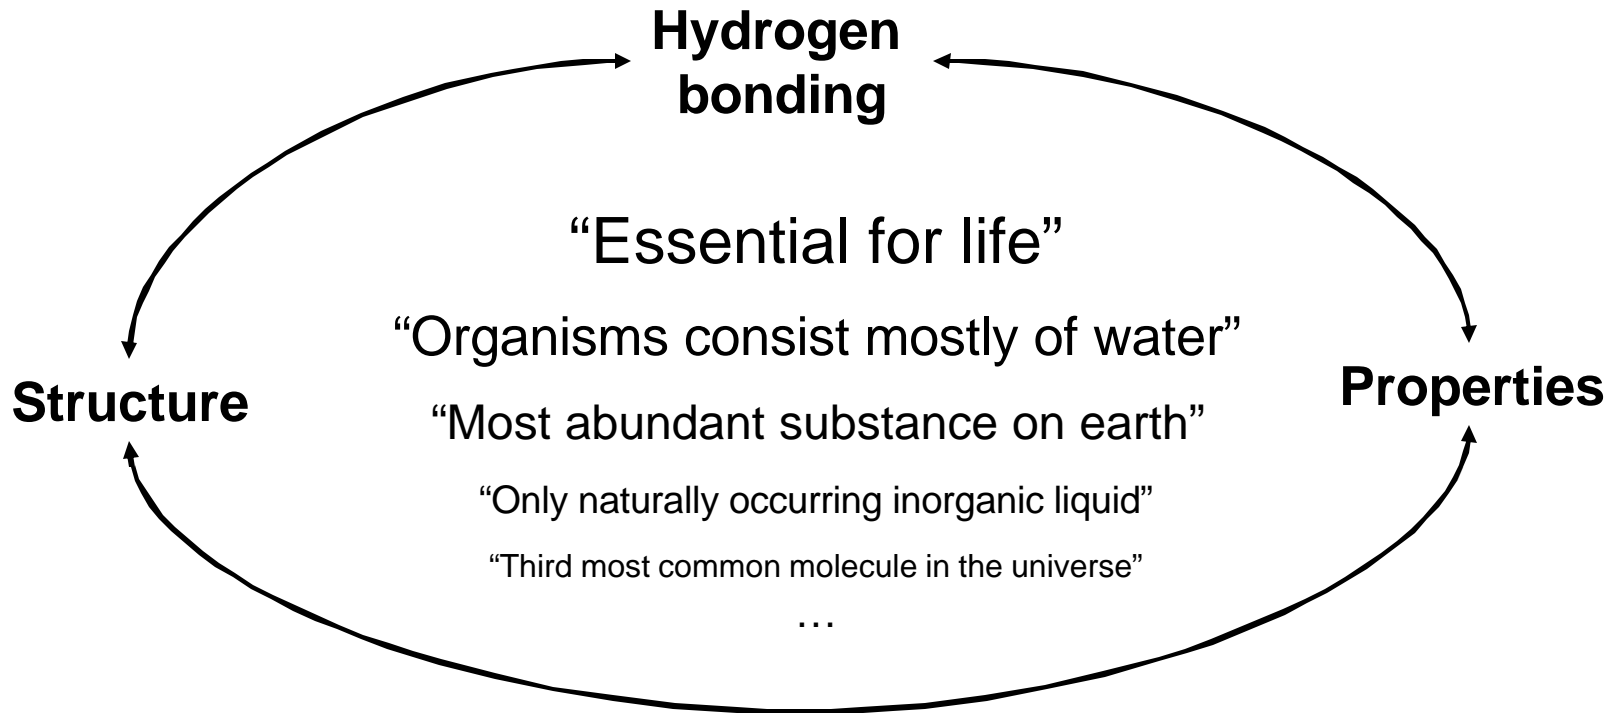 Hydrogen
bonding
“Essential for life”
“Organisms consist mostly of water”
Structure
Properties
“Most abundant substance on earth”
“Only naturally occurring inorganic liquid”
“Third most common molecule in the universe”
…